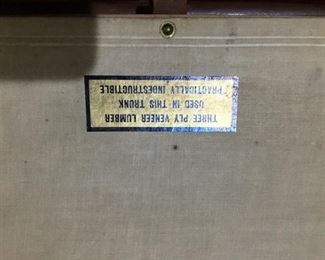 THREE PLY VENEER LUMBER
USED IN THIS TRUNK
PRACTICALLY INDESTRUCTIBLE